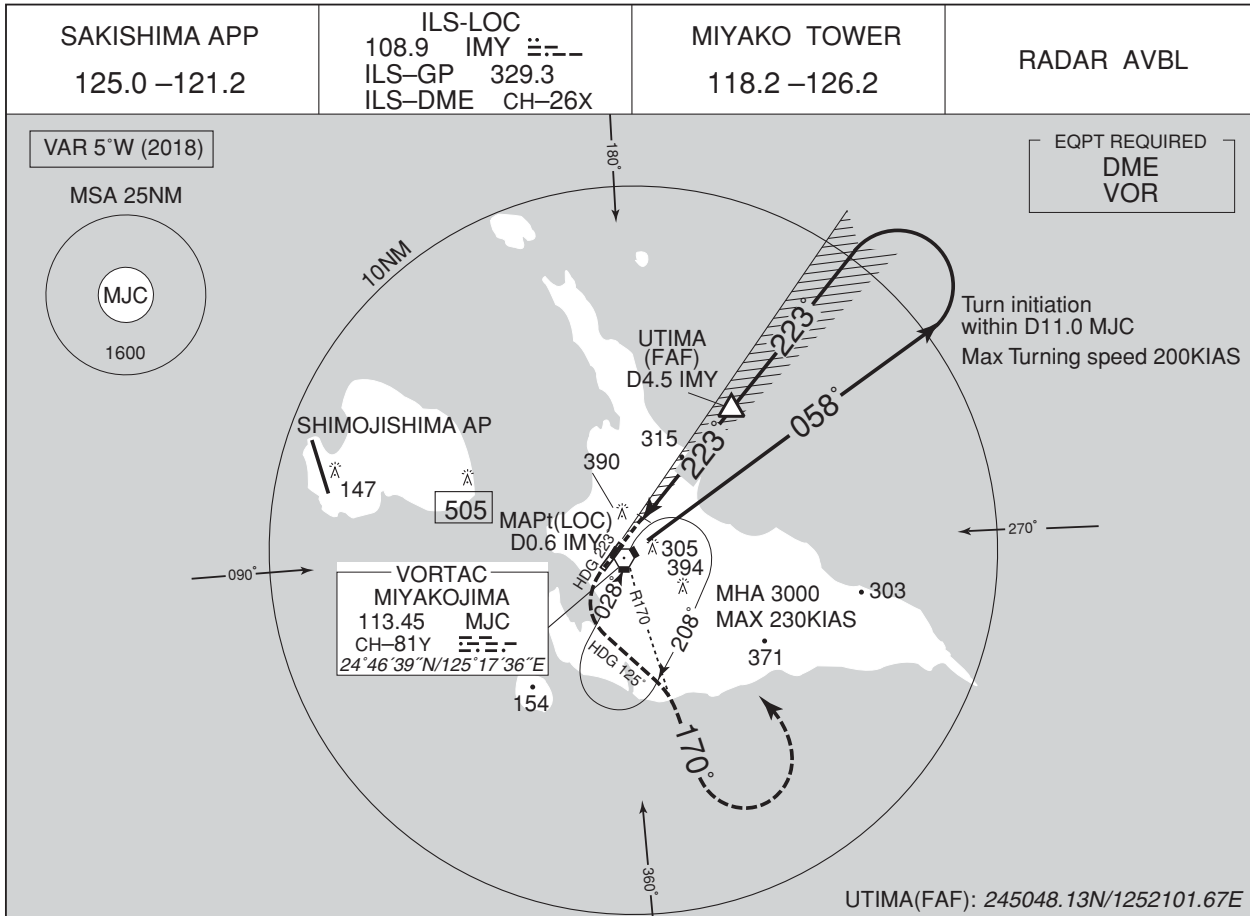 SAKISHIMA APP
125.0 –121.2
ILS-LOC
108.9 IMY
ILS–GP 329.3
ILS–DME CH–26X
MIYAKO TOWER
118.2 –126.2
RADAR AVBL
VAR 5°W (2018)
MSA 25NM
MJC
1600
180°
EQPT REQUIRED
DME
VOR
10NM
223°
Turn initiation
within D11.0 MJC
Max Turning speed 200KIAS
UTIMA
(FAF)
D4.5 IMY
058°
SHIMOJISHIMA AP
147
505
315
223°
390
MAPt(LOC)
D0.6 IMY
305
394
270°
090°
HDG 223°
028°
R170
208°
MHA 3000
MAX 230KIAS
303
371
VORTAC
MIYAKOJIMA
113.45 MJC
CH–81Y
24°46´39˝N/125°17´36˝E
HDG 125°
154
170°
360°
UTIMA(FAF): 245048.13N/1252101.67E